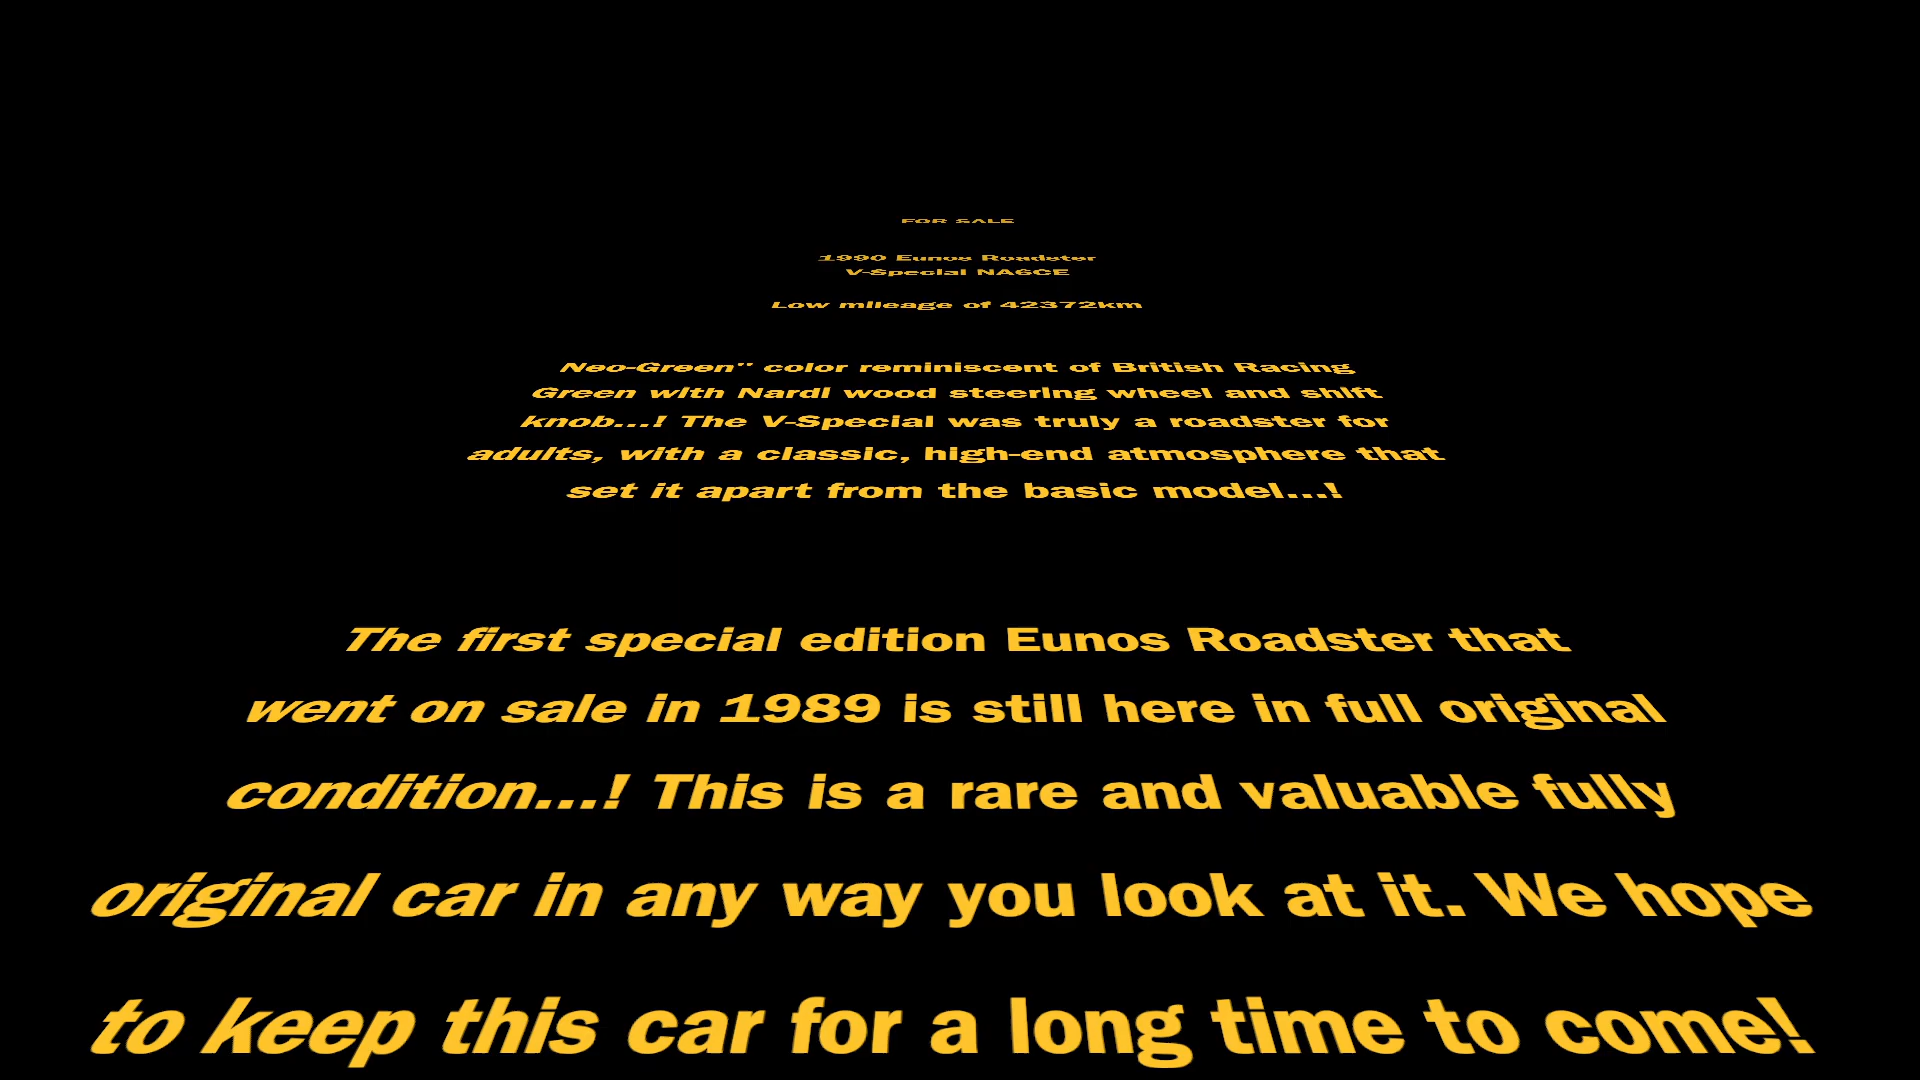 FOR SALE
1990 Eunos Roadster
V-Special NA6CE
Low mileage of 42372km
Neo-Green" color reminiscent of British Racing
Green with Nardi wood steering wheel and shift
knob...! The V-Special was truly a roadster for
adults, with a classic, high-end atmosphere that
set it apart from the basic model...!
The first special edition Eunos Roadster that
went on sale in 1989 is still here in full original
condition...! This is a rare and valuable fully
original car in any way you look at it. We hope
to keep this car for a long time to come!